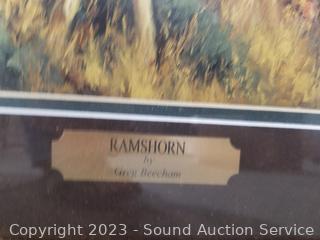 RAMSHORN
by
Greg Beecham
Copyright 2023 - Sound Auction Service